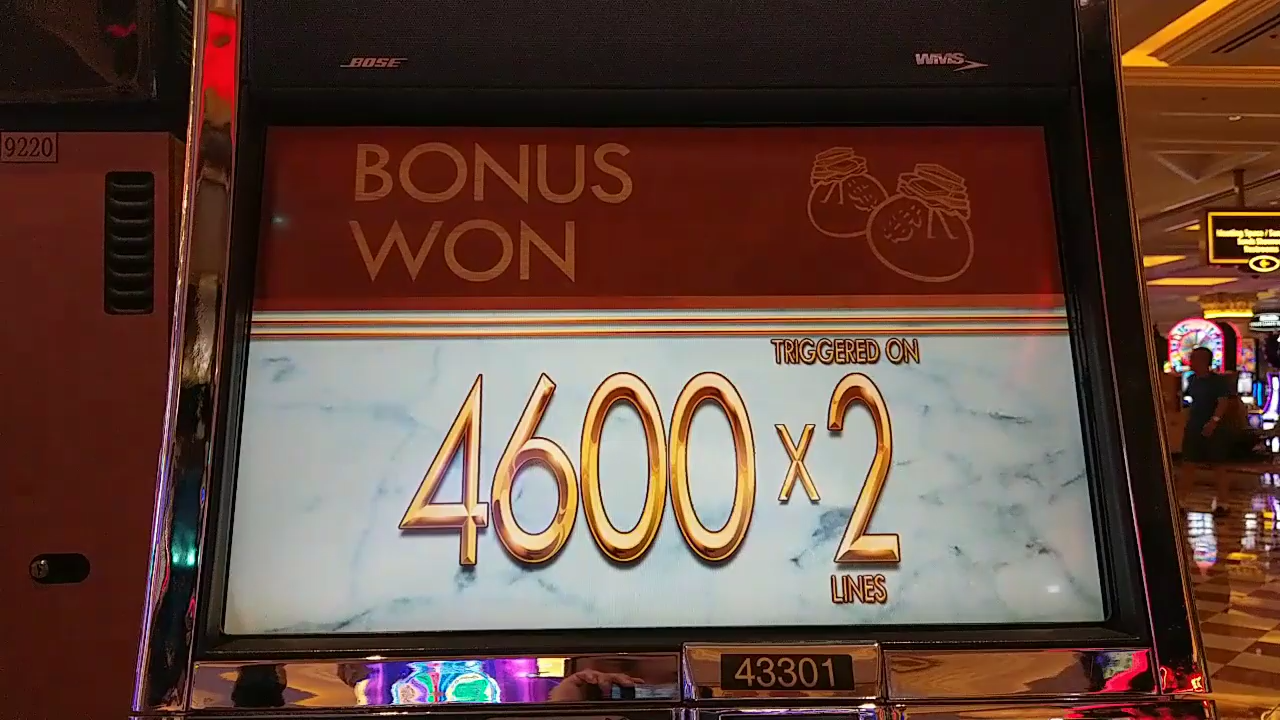 BOSE
WMS
9220
BONUS
WON
TRIGGERED ON
4600 x 2
LINES
43301